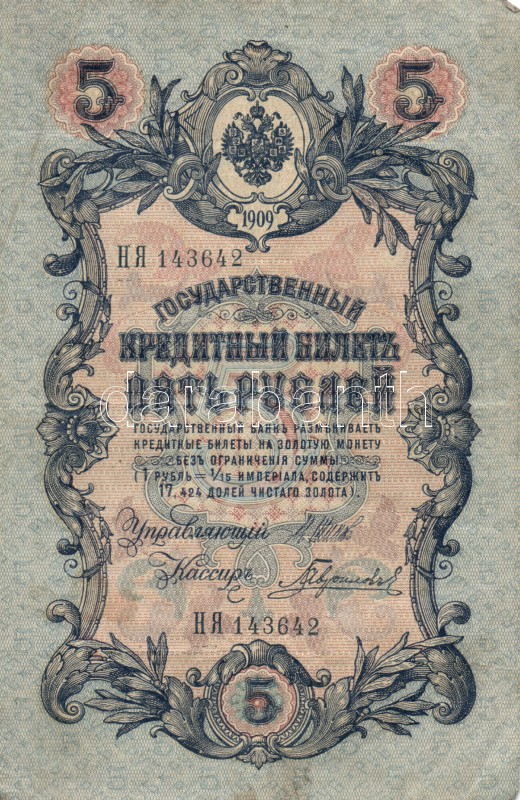 5 5
1909
НЯ 143642
ГОСУДАРСТВЕННЫЙ
КРЕДИТНЫЙ БИЛЕТЪ
ПЯТЬ РУБЛЕЙ
darabanth
ГОСУДАРСТВЕННЫЙ БАНКЪ РАЗМѢНИВАЕТЪ
КРЕДИТНЫЕ БИЛЕТЫ НА ЗОЛОТУЮ МОНЕТУ
БЕЗЪ ОГРАНИЧЕНІЯ СУММЫ
(1 РУБЛЬ = 1/15 ИМПЕРІАЛА, СОДЕРЖИТЪ
17,424 ДОЛЕЙ ЧИСТАГО ЗОЛОТА).
Управляющій
Кассиръ
НЯ 143642
5